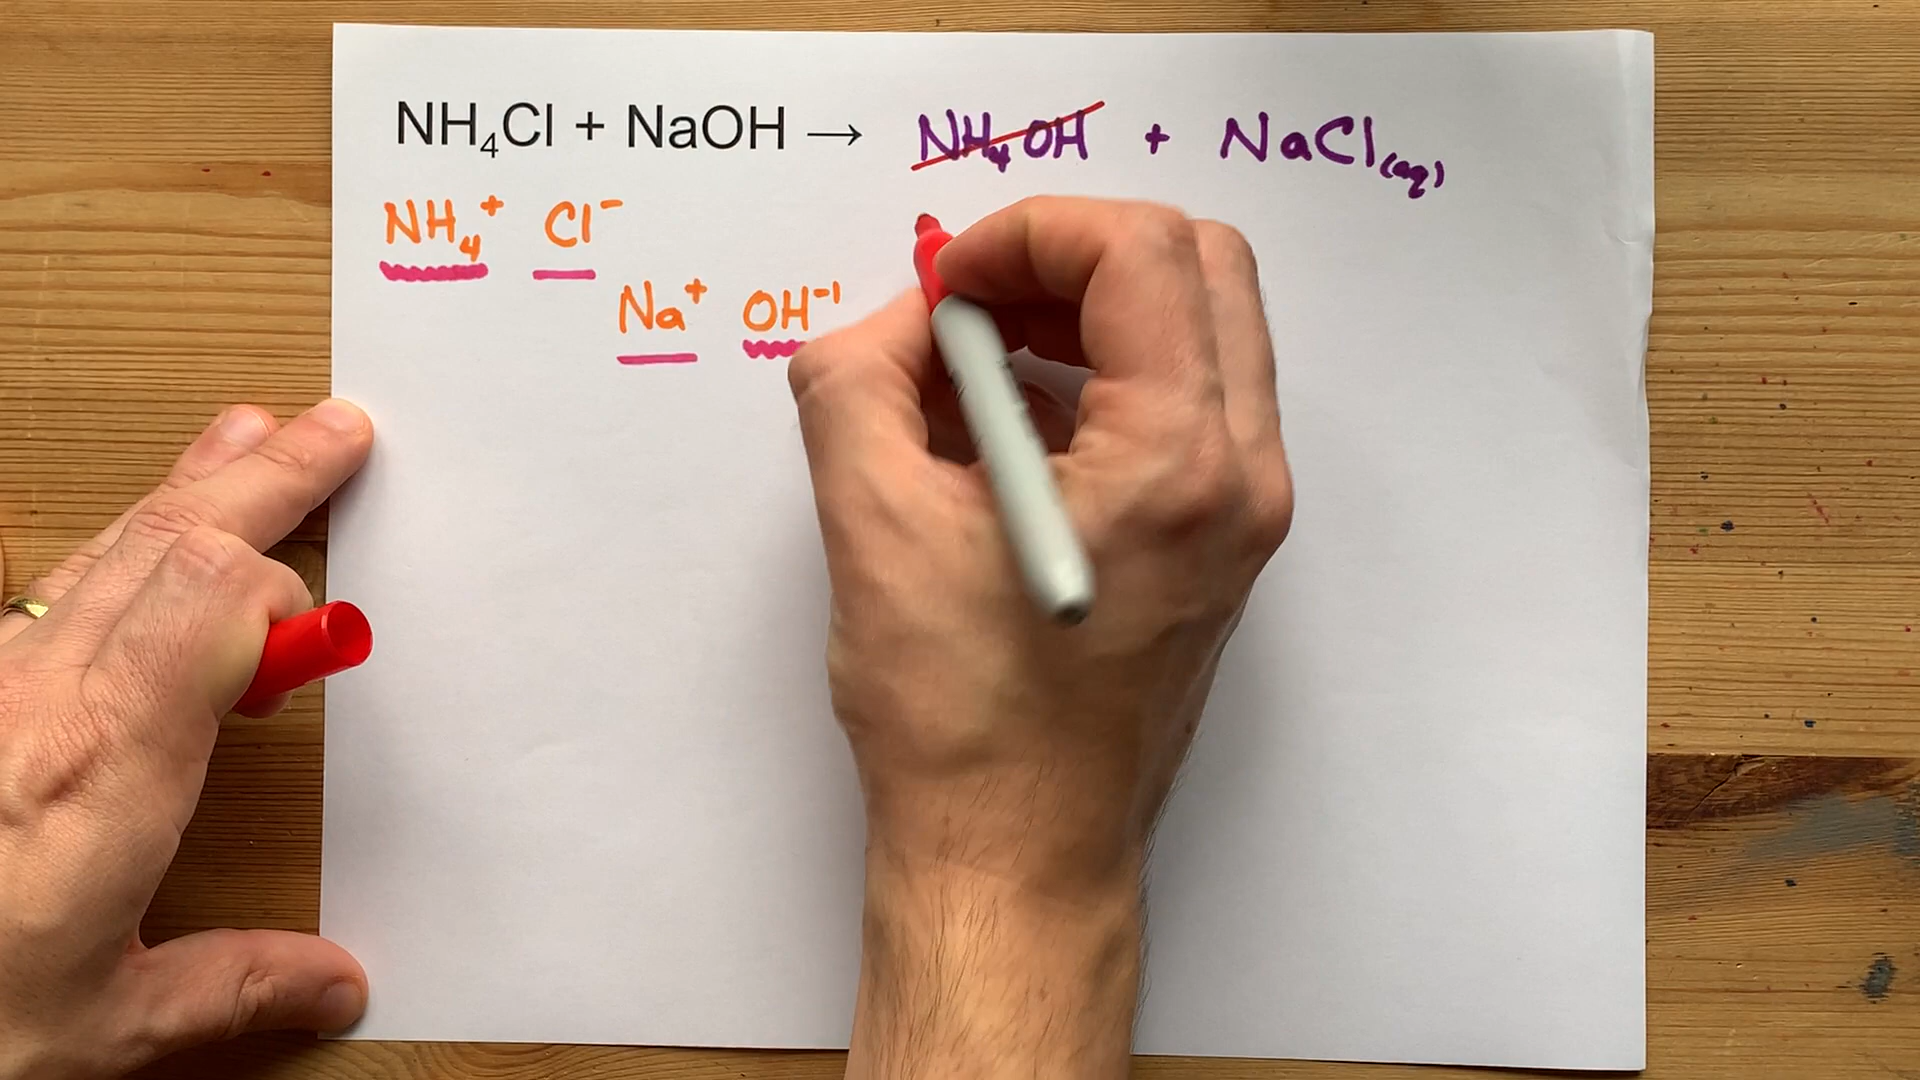 NH₄Cl + NaOH → NH₄OH + NaCl(aq)
NH₄⁺ Cl⁻
Na⁺ OH⁻¹